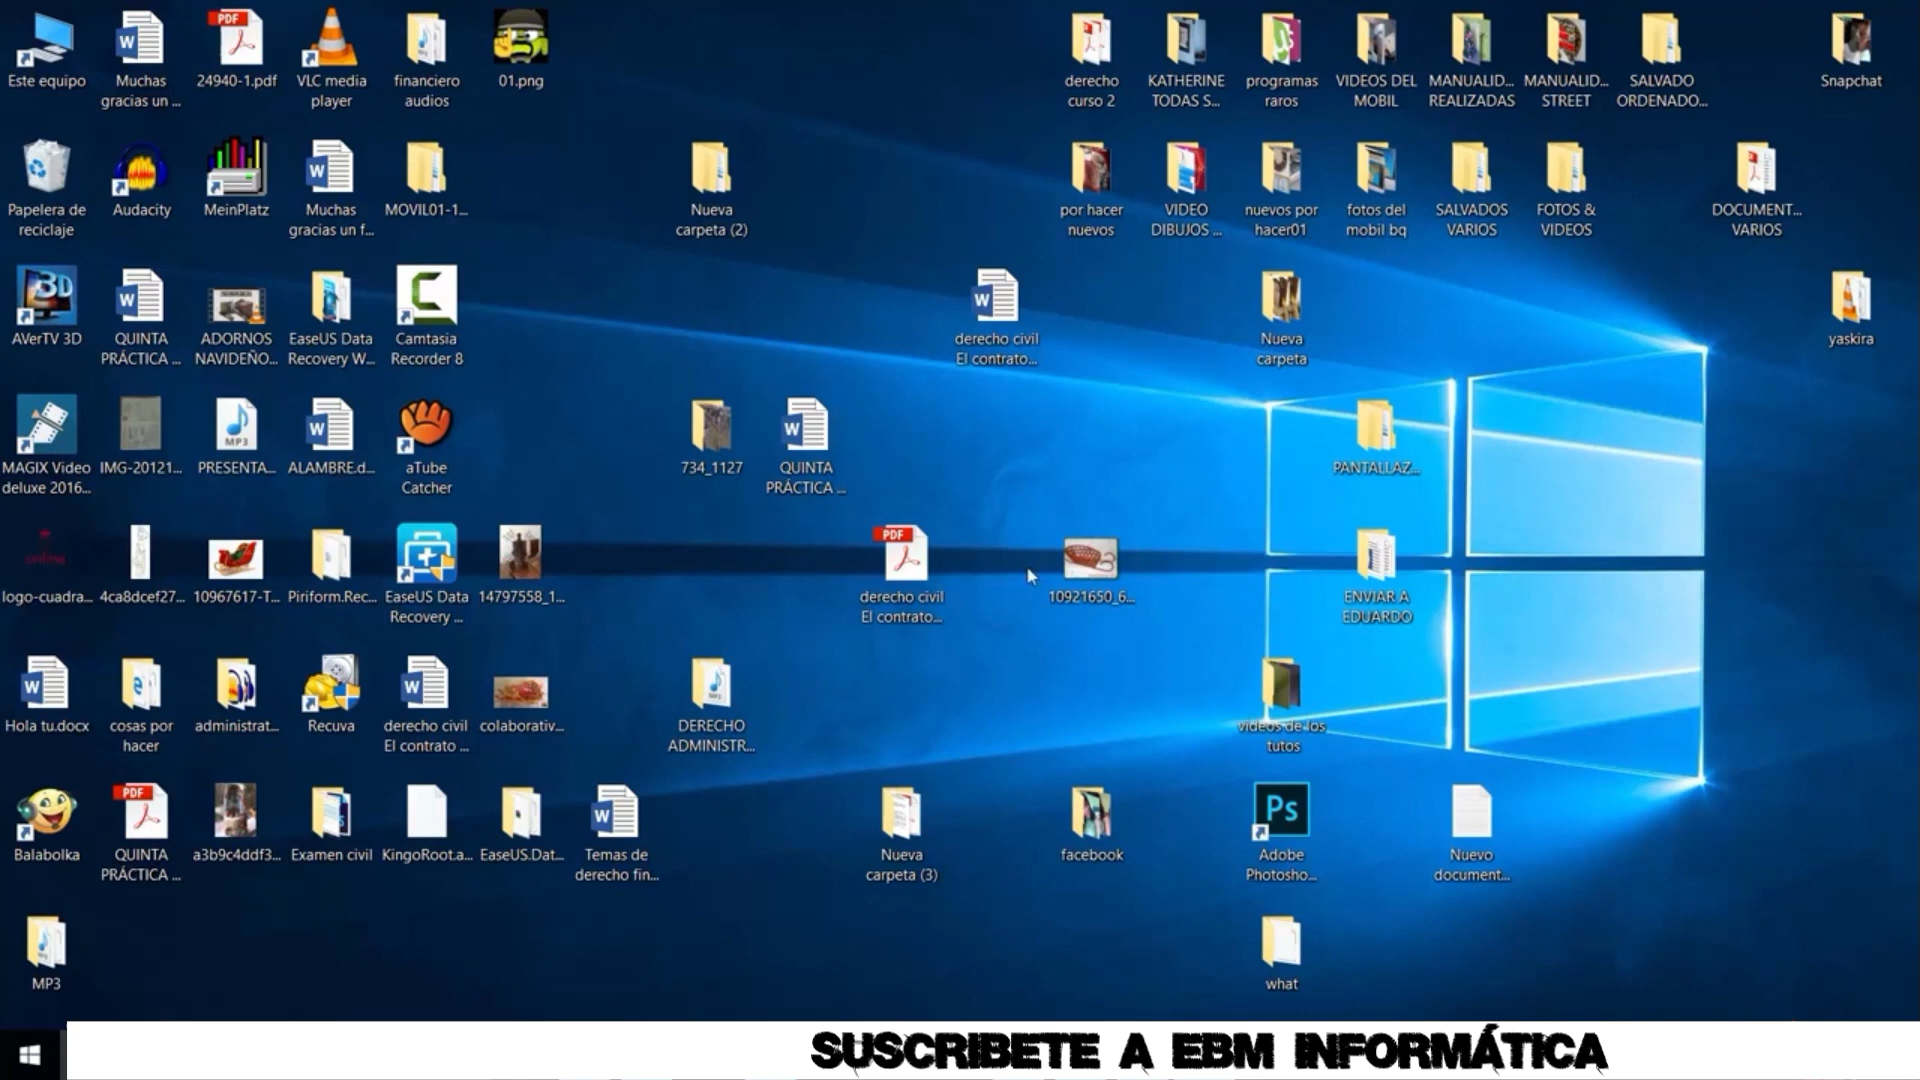 Este equipo
Muchas
gracias un ...
PDF
24940-1.pdf
VLC media
player
financiero
audios
01.png
derecho
curso 2
KATHERINE
TODAS S...
programas
raros
VIDEOS DEL
MOBIL
MANUALID...
REALIZADAS
MANUALID...
STREET
SALVADO
ORDENADO...
Snapchat
Papelera de
reciclaje
Audacity
MeinPlatz
Muchas
gracias un f...
MOVIL01-1...
Nueva
carpeta (2)
por hacer
nuevos
VIDEO
DIBUJOS ...
nuevos por
hacer01
fotos del
mobil bq
SALVADOS
VARIOS
FOTOS &
VIDEOS
DOCUMENT...
VARIOS
3D
AVerTV 3D
QUINTA
PRÁCTICA ...
ADORNOS
NAVIDEÑO...
EaseUS Data
Recovery W...
Camtasia
Recorder 8
derecho civil
El contrato...
Nueva
carpeta
yaskira
MAGIX Video
deluxe 2016...
IMG-20121...
MP3
PRESENTA...
ALAMBRE.d...
aTube
Catcher
734_1127
QUINTA
PRÁCTICA ...
PANTALLAZ...
online
logo-cuadra...
4ca8dcef27...
10967617-T...
Piriform.Rec...
EaseUS Data
Recovery ...
14797558_1...
PDF
derecho civil
El contrato...
10921650_6...
ENVIAR A
EDUARDO
Hola tu.docx
cosas por
hacer
administrat...
Recuva
derecho civil
El contrato ...
colaborativ...
DERECHO
ADMINISTR...
videos de los
tutos
Balabolka
PDF
QUINTA
PRÁCTICA ...
a3b9c4ddf3...
Examen civil
KingoRoot.a...
EaseUS.Dat...
Temas de
derecho fin...
Nueva
carpeta (3)
facebook
Ps
Adobe
Photosho...
Nuevo
document...
MP3
what
SUSCRIBETE A EBM INFORMÁTICA